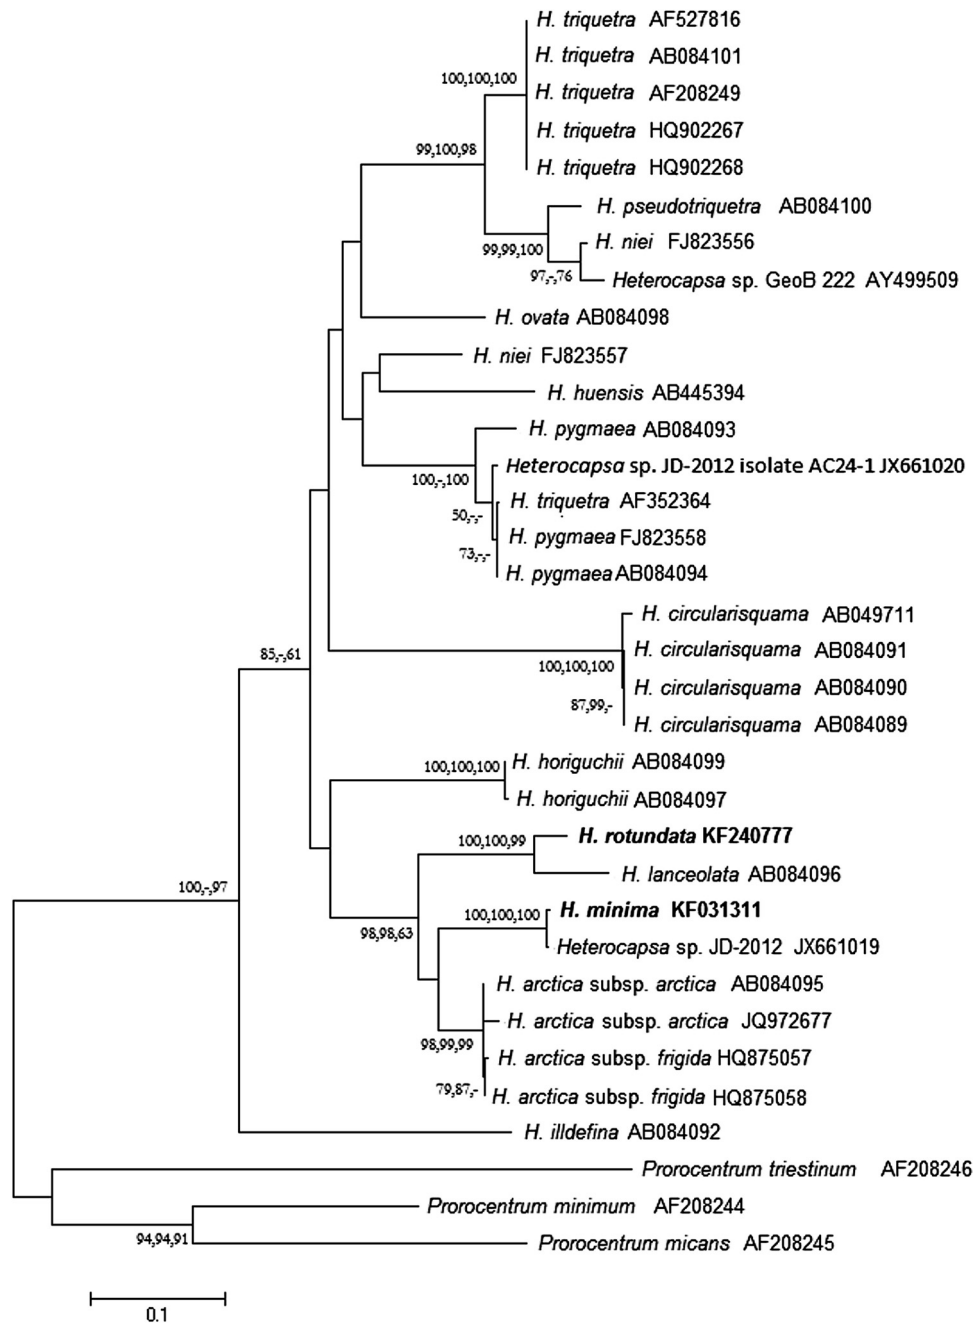 H. triquetra AF527816
H. triquetra AB084101
100,100,100
H. triquetra AF208249
H. triquetra HQ902267
99,100,98
H. triquetra HQ902268
H. pseudotriquetra AB084100
99,99,100
H. niei FJ823556
97,-,76
Heterocapsa sp. GeoB 222 AY499509
H. ovata AB084098
H. niei FJ823557
H. huensis AB445394
H. pygmaea AB084093
Heterocapsa sp. JD-2012 isolate AC24-1 JX661020
100,-,100
H. triquetra AF352364
50,-,-
H. pygmaea FJ823558
73,-,-
H. pygmaea AB084094
H. circularisquama AB049711
85,-,61
H. circularisquama AB084091
100,100,100
H. circularisquama AB084090
87,99,-
H. circularisquama AB084089
H. horiguchii AB084099
100,100,100
H. horiguchii AB084097
H. rotundata KF240777
100,100,99
H. lanceolata AB084096
100,-,97
H. minima KF031311
100,100,100
98,98,63
Heterocapsa sp. JD-2012 JX661019
H. arctica subsp. arctica AB084095
H. arctica subsp. arctica JQ972677
98,99,99
H. arctica subsp. frigida HQ875057
79,87,-
H. arctica subsp. frigida HQ875058
H. illdefina AB084092
Prorocentrum triestinum AF208246
Prorocentrum minimum AF208244
94,94,91
Prorocentrum micans AF208245
0.1